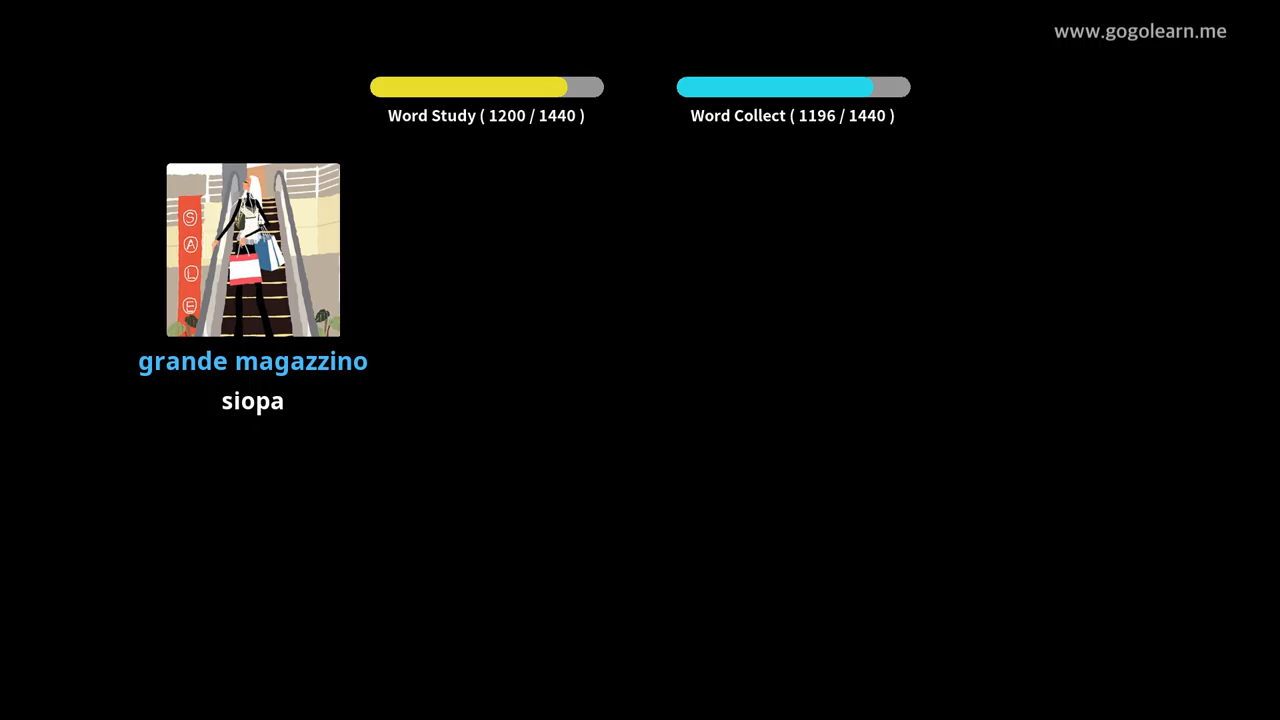 www.gogolearn.me
Word Study ( 1200 / 1440 )
Word Collect ( 1196 / 1440 )
S
A
L
E
grande magazzino
siopa